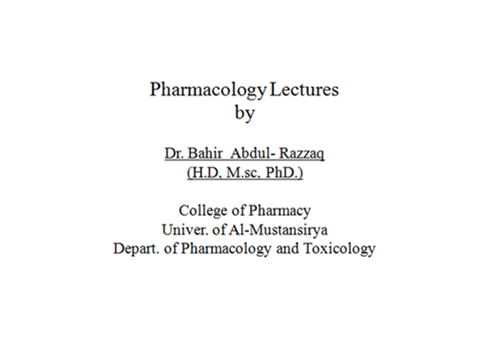 Pharmacology Lectures
by
Dr. Bahir Abdul- Razzaq
(H.D, M.sc, PhD.)
College of Pharmacy
Univer. of Al-Mustansirya
Depart. of Pharmacology and Toxicology